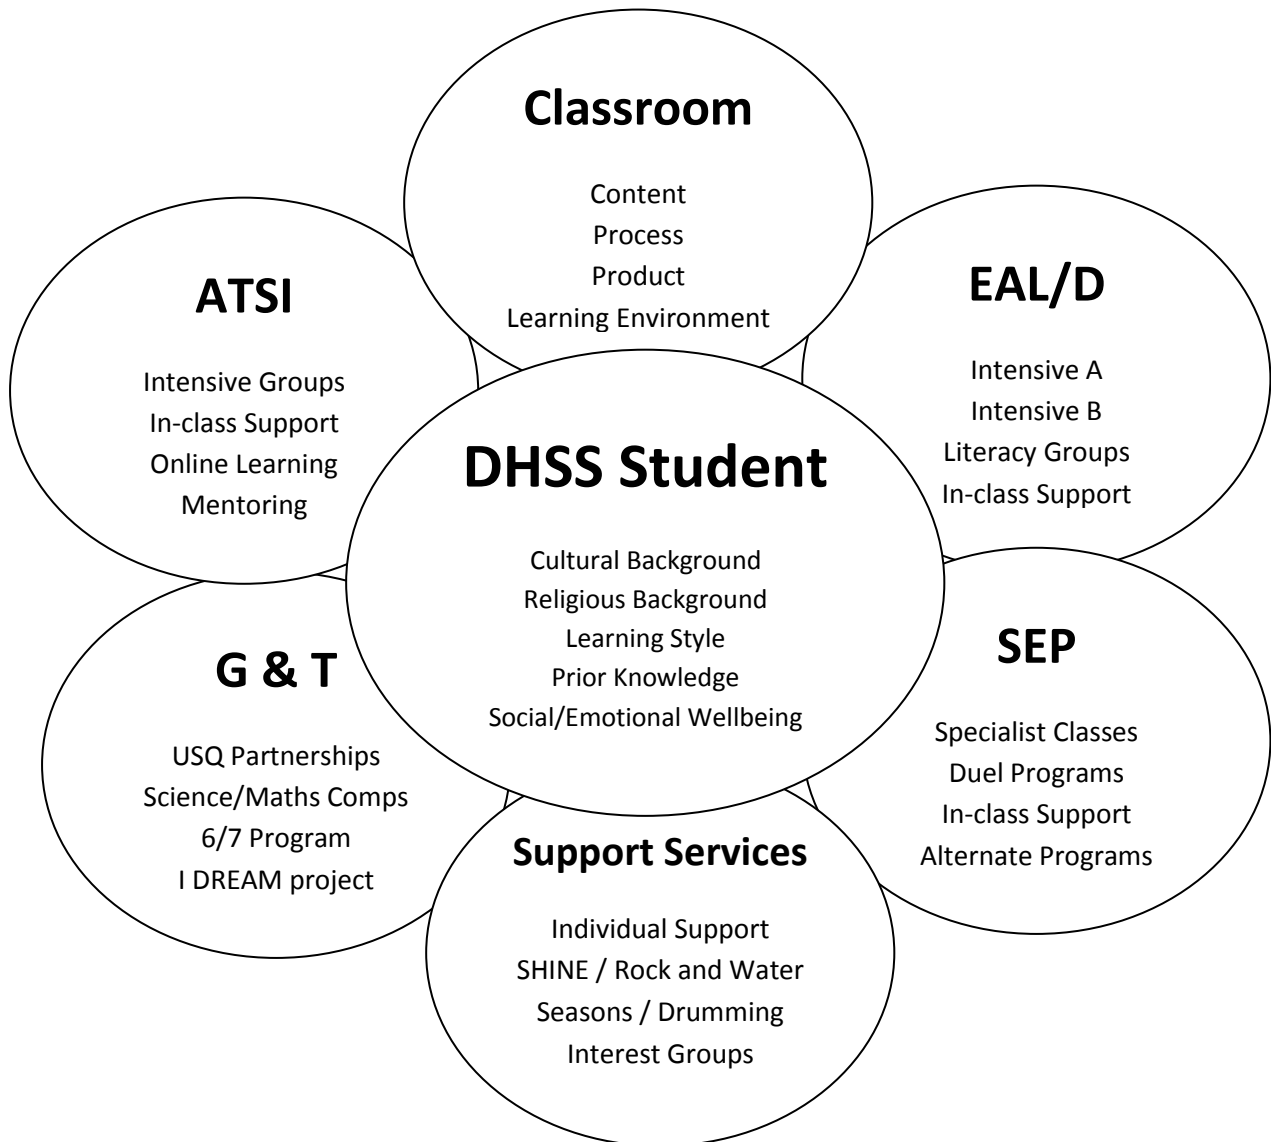 Classroom
Content
Process
Product
Learning Environment
ATSI
Intensive Groups
In-class Support
Online Learning
Mentoring
EAL/D
Intensive A
Intensive B
Literacy Groups
In-class Support
DHSS Student
Cultural Background
Religious Background
Learning Style
Prior Knowledge
Social/Emotional Wellbeing
G & T
USQ Partnerships
Science/Maths Comps
6/7 Program
I DREAM project
SEP
Specialist Classes
Duel Programs
In-class Support
Alternate Programs
Support Services
Individual Support
SHINE / Rock and Water
Seasons / Drumming
Interest Groups